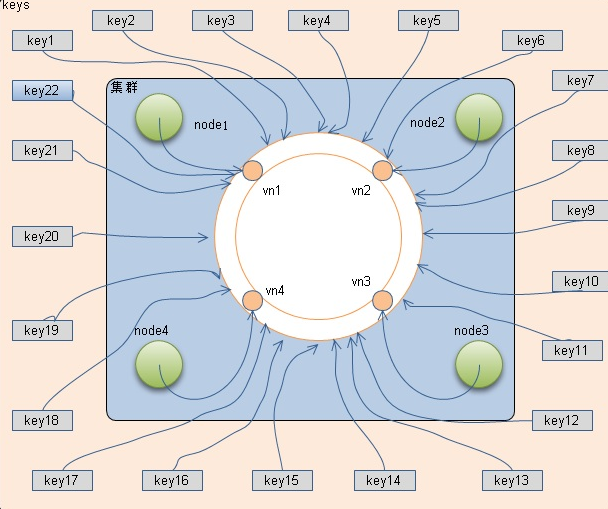 keys
key1
key2
key3
key4
key5
key6
key22
集群
key7
node1
node2
key21
key8
vn1
vn2
key20
key9
vn4
vn3
key10
key19
node4
node3
key11
key18
key12
key17
key16
key15
key14
key13